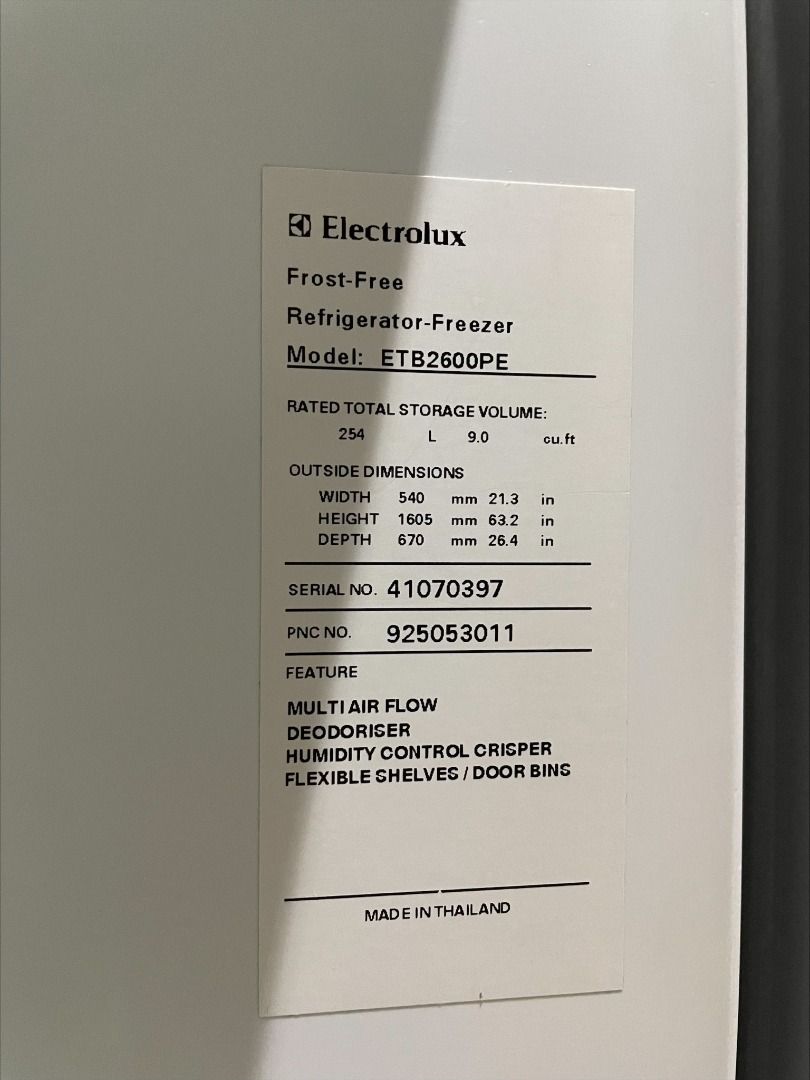 Electrolux
Frost-Free
Refrigerator-Freezer
Model: ETB2600PE
RATED TOTAL STORAGE VOLUME:
254 L 9.0 cu.ft
OUTSIDE DIMENSIONS
WIDTH 540 mm 21.3 in
HEIGHT 1605 mm 63.2 in
DEPTH 670 mm 26.4 in
SERIAL NO. 41070397
PNC NO. 925053011
FEATURE
MULTI AIR FLOW
DEODORISER
HUMIDITY CONTROL CRISPER
FLEXIBLE SHELVES / DOOR BINS
MADE IN THAILAND